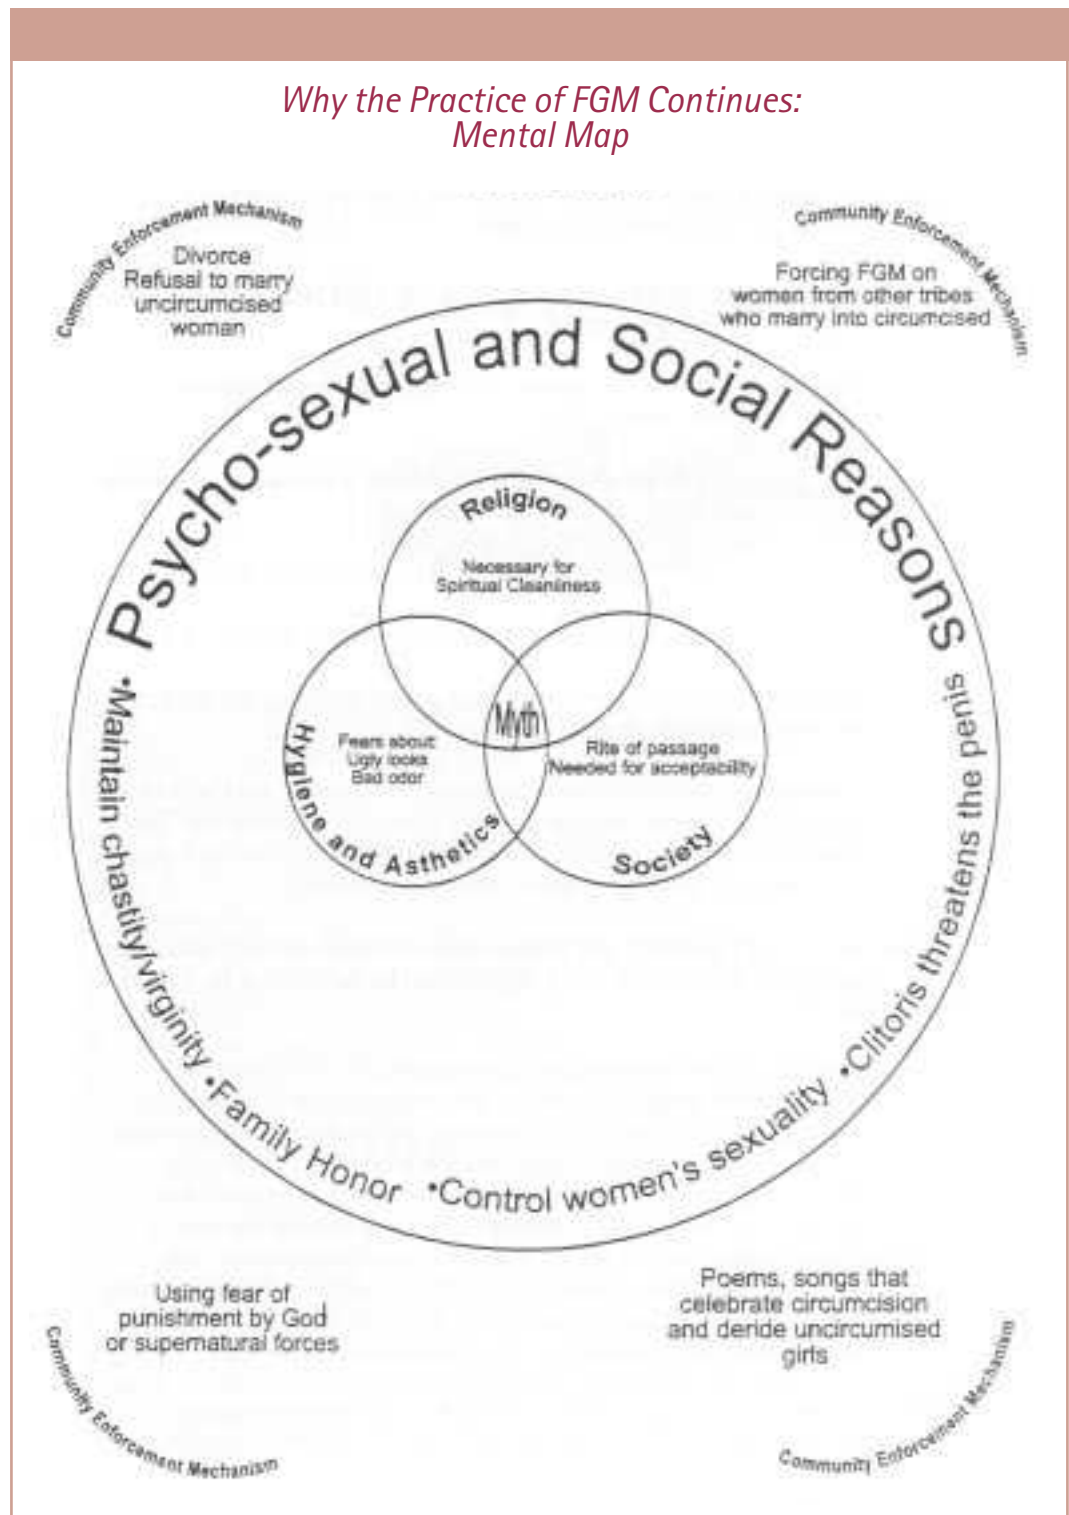 Why the Practice of FGM Continues:
Mental Map
Community Enforcement Mechanism
Divorce
Refusal to marry
uncircumcised
woman
Community Enforcement Mechanism
Forcing FGM on
women from other tribes
who marry into circumcised
Psycho-sexual and Social Reasons
Religion
Necessary for
Spiritual Cleanliness
Myth
Hygiene and Asthetics
Fears about
Ugly looks
Bad odor
Rite of passage
Needed for acceptability
Society
•Maintain chastity/virginity •Family Honor •Control women's sexuality •Clitoris threatens the penis
Using fear of
punishment by God
or supernatural forces
Community Enforcement Mechanism
Poems, songs that
celebrate circumcision
and deride uncircumised
girls
Community Enforcement Mechanism